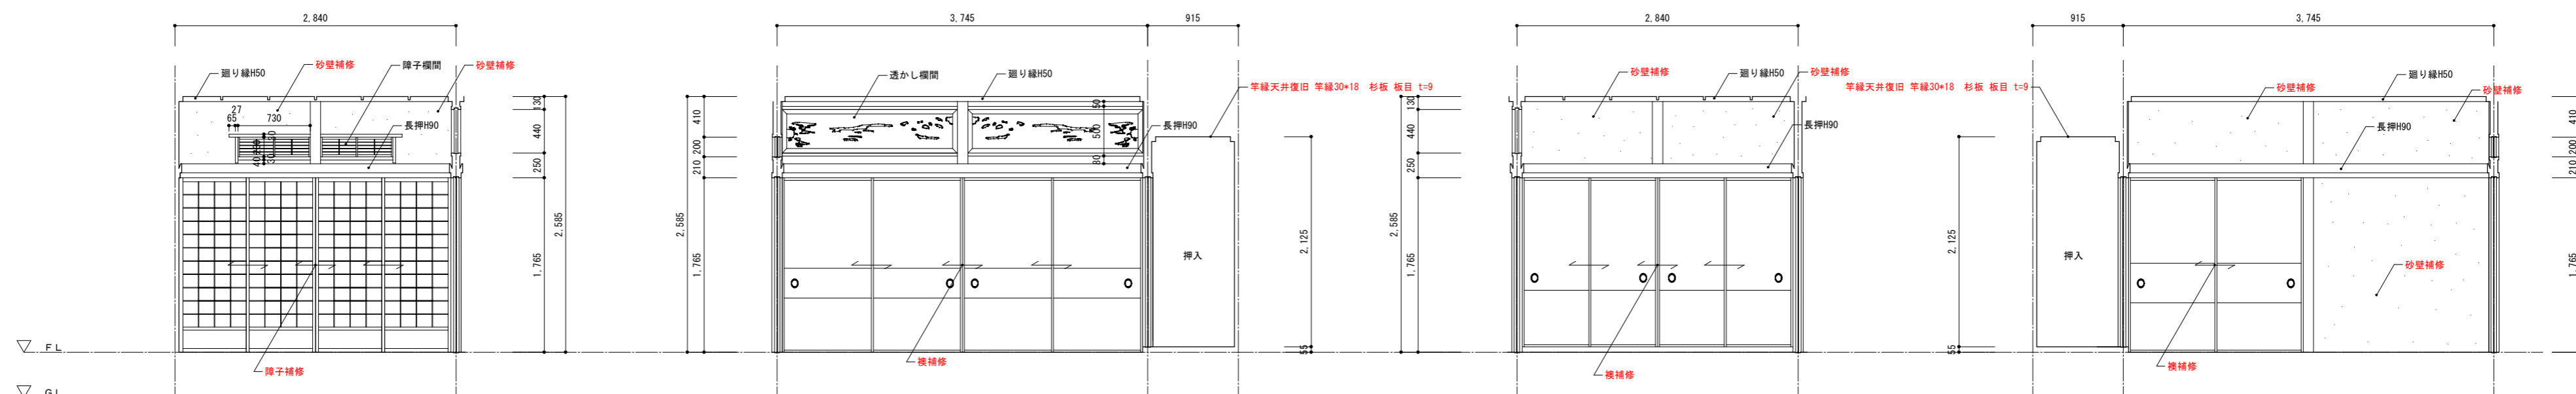 2,840
廻り縁H50
砂壁補修
障子欄間
砂壁補修
27
65
730
30
30
長押H90
130
440
250
1,765
2,585
障子補修
FL
GL
3,745
915
透かし欄間
廻り縁H50
竿縁天井復旧 竿縁30*18 杉板 板目 t=9
2,585
410
200
210
1,765
50
500
80
長押H90
押入
2,125
55
襖補修
2,840
砂壁補修
廻り縁H50
砂壁補修
2,585
130
440
250
1,765
長押H90
襖補修
915
3,745
竿縁天井復旧 竿縁30*18 杉板 板目 t=9
砂壁補修
廻り縁H50
砂壁補修
長押H90
2,125
55
押入
砂壁補修
襖補修
410
200
210
1,765